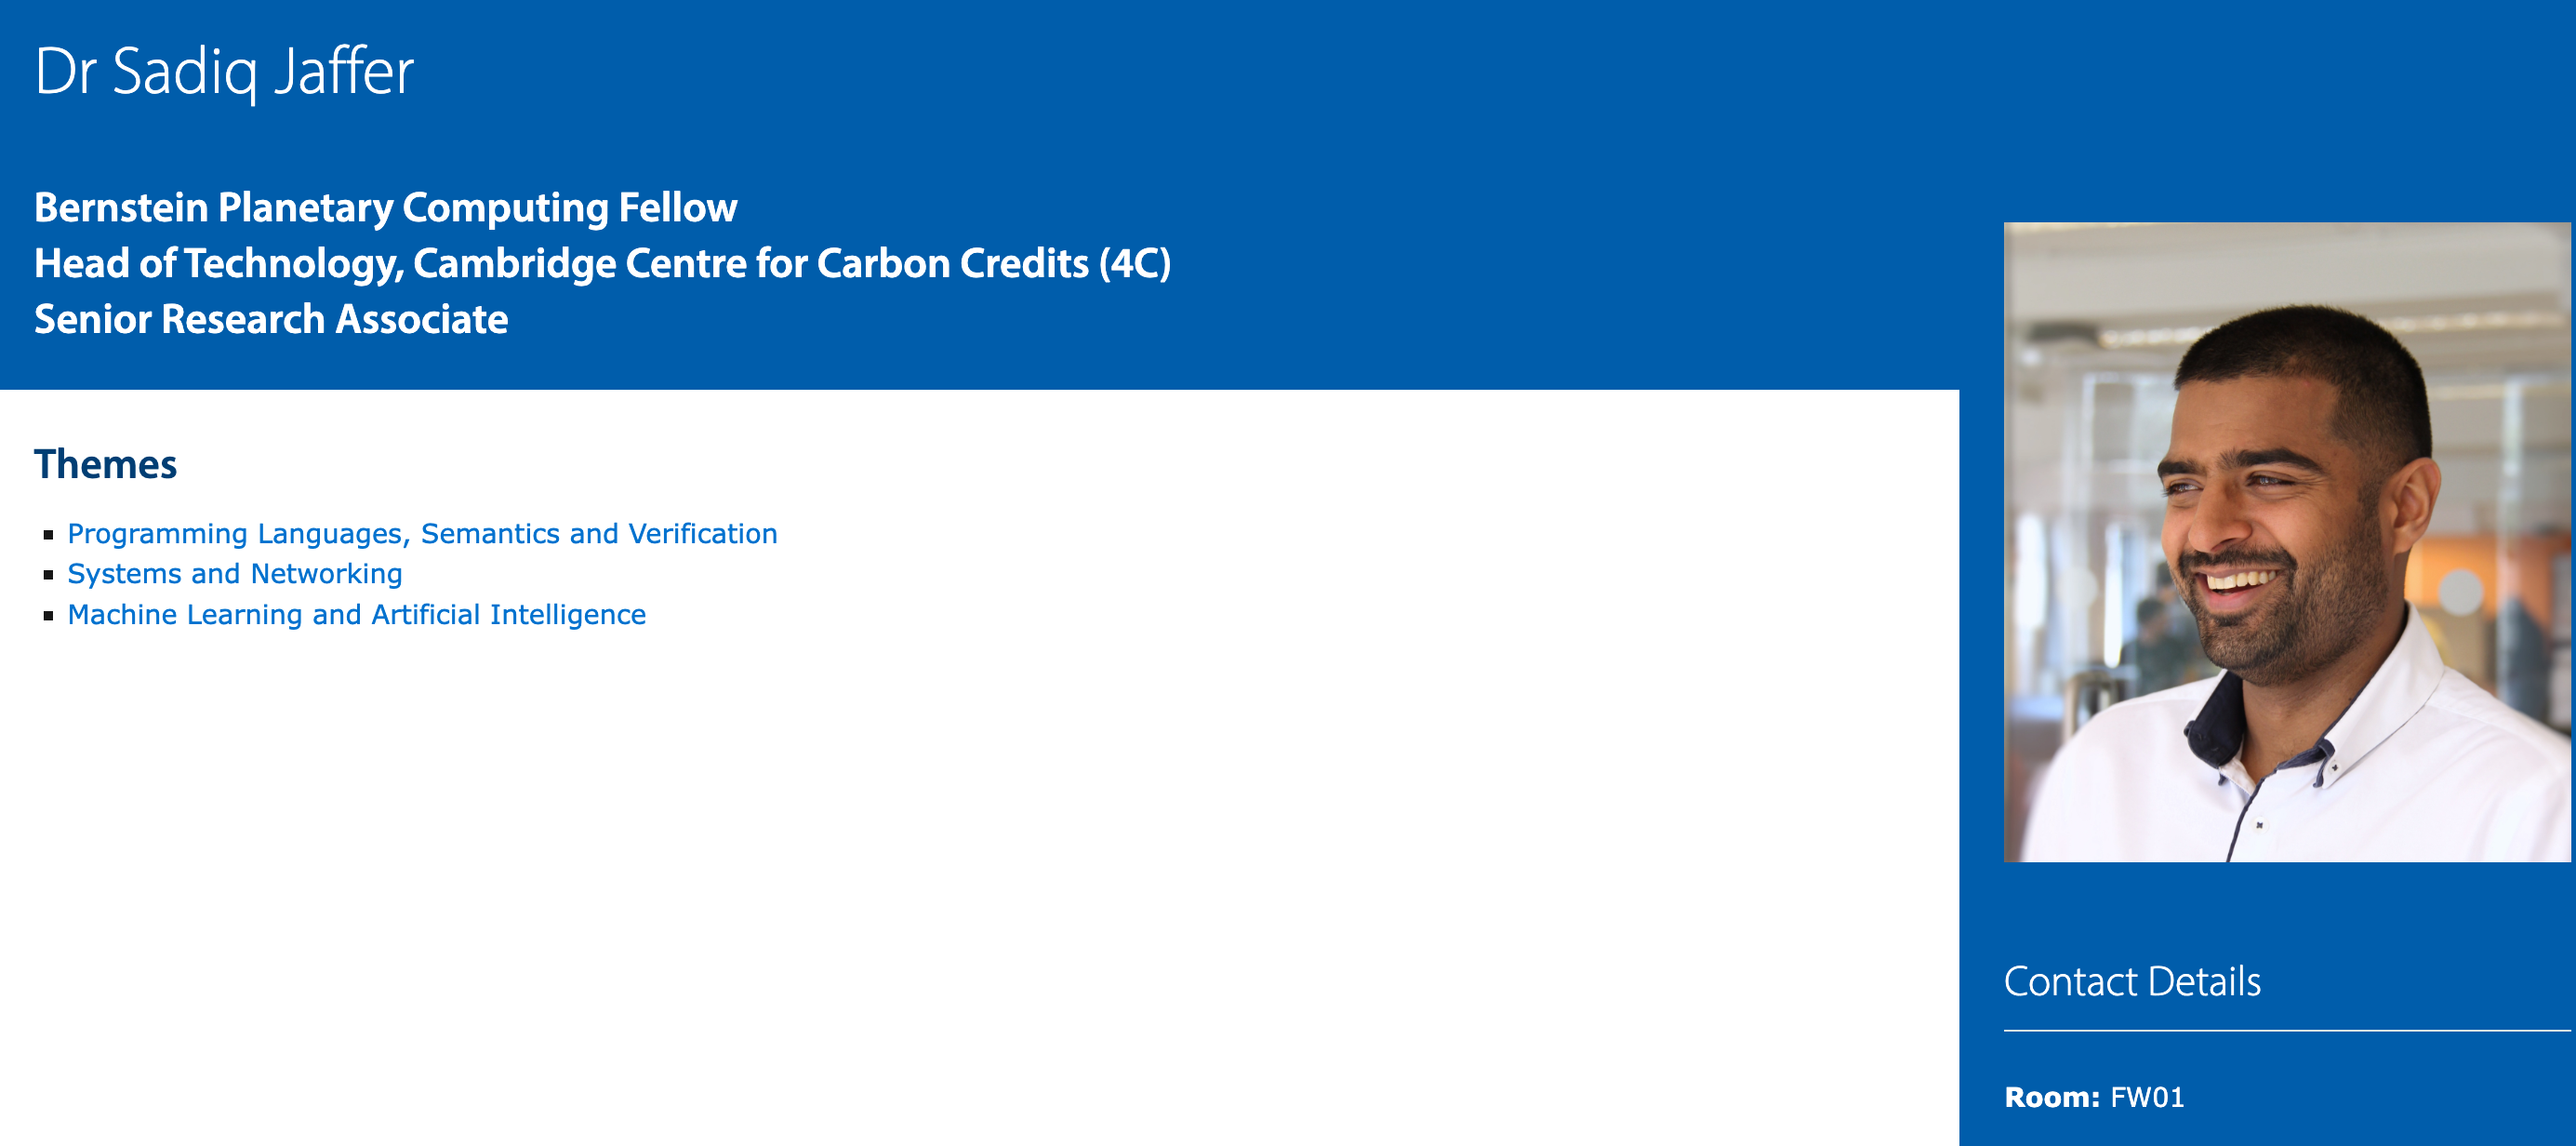 Dr Sadiq Jaffer
Bernstein Planetary Computing Fellow
Head of Technology, Cambridge Centre for Carbon Credits (4C)
Senior Research Associate
Themes
Programming Languages, Semantics and Verification
Systems and Networking
Machine Learning and Artificial Intelligence
Contact Details
Room: FW01